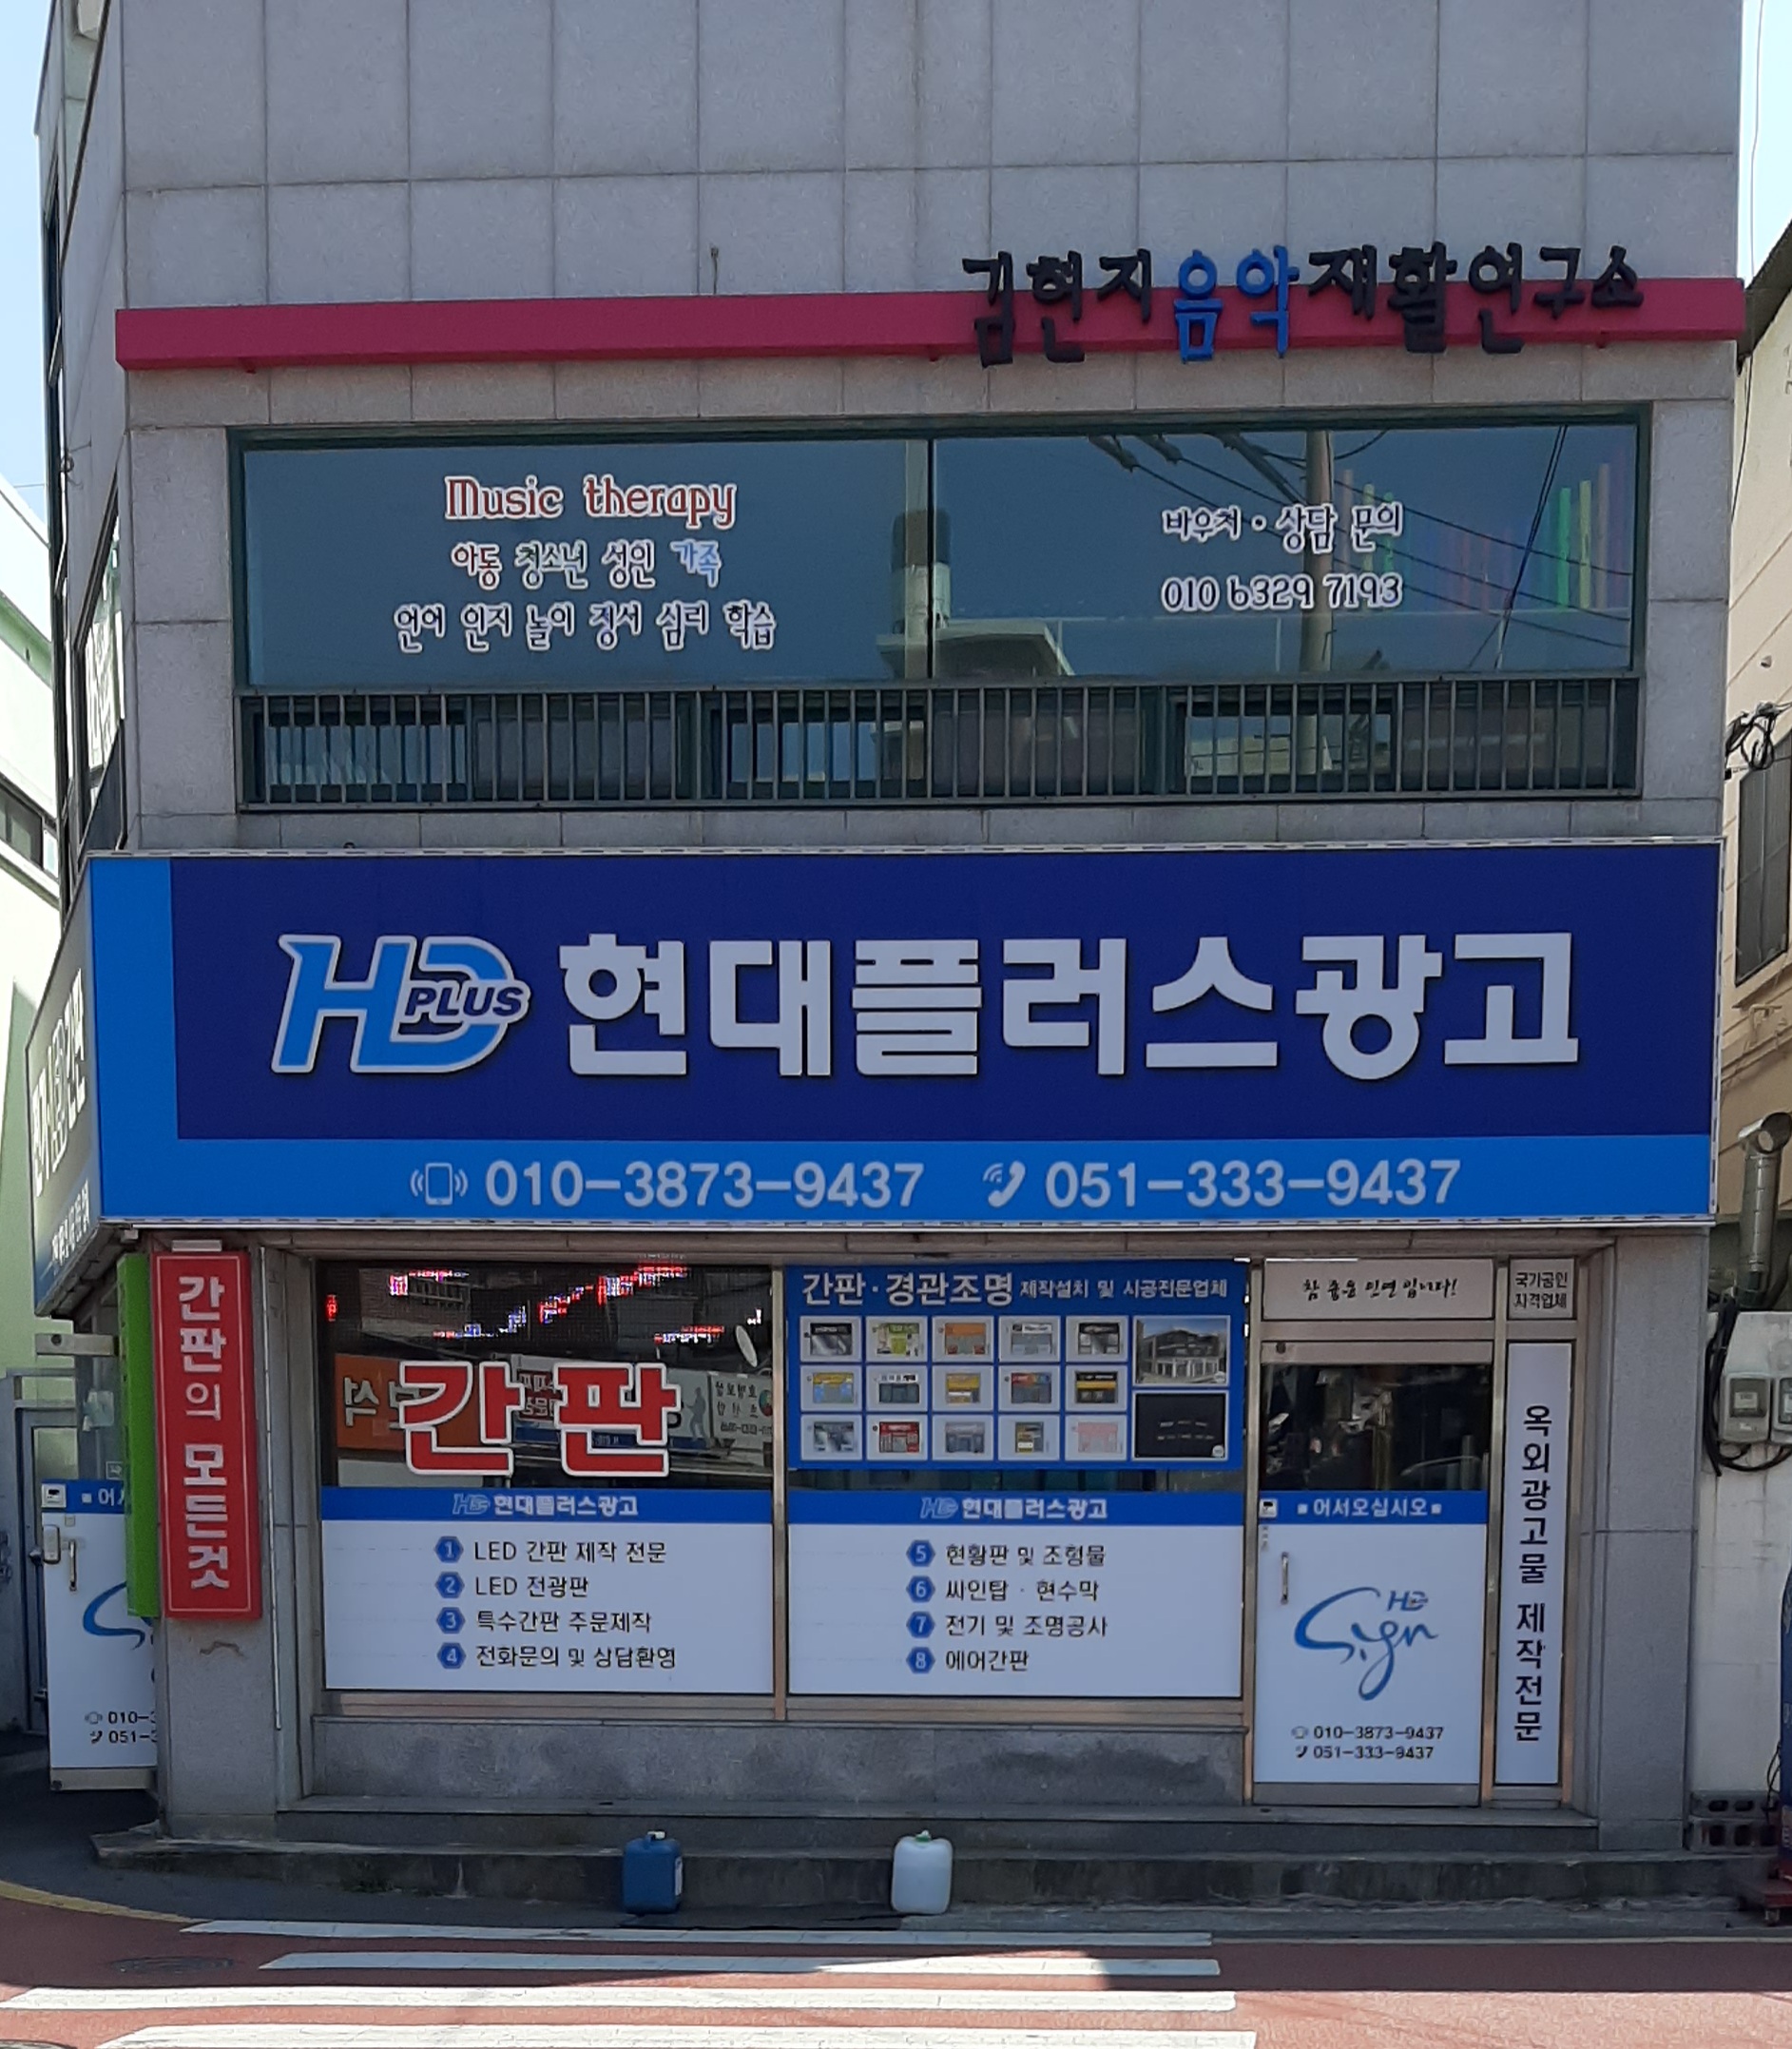 김현지음악재활연구소
Music therapy
아동 청소년 성인 가족
언어 인지 놀이 정서 심리 학습
바우처 · 상담 문의
010 6329 7193
HD PLUS 현대플러스광고
010-3873-9437 051-333-9437
간판의 모든것
간판
간판·경관조명 제작설치 및 시공전문업체
참 좋은 인연 입니다!
국가공인
자격업체
HD 현대플러스광고
1 LED 간판 제작 전문
2 LED 전광판
3 특수간판 주문제작
4 전화문의 및 상담환영
HD 현대플러스광고
5 현황판 및 조형물
6 싸인탑 · 현수막
7 전기 및 조명공사
8 에어간판
어서오십시오
HD
Sign
010-3873-9437
051-333-9437
옥외광고물 제작전문
010-3
051-3